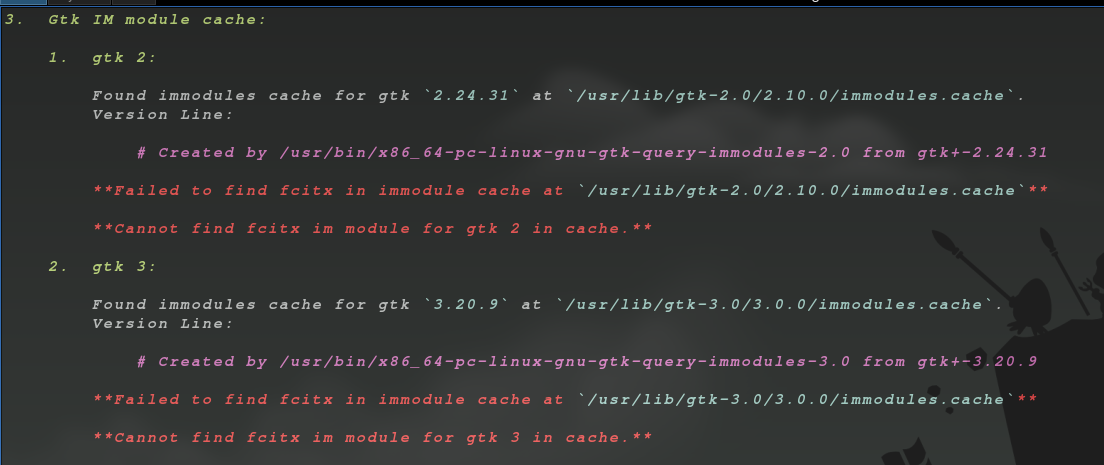 3. Gtk IM module cache:
1. gtk 2:
Found immodules cache for gtk `2.24.31` at `/usr/lib/gtk-2.0/2.10.0/immodules.cache`.
Version Line:
# Created by /usr/bin/x86_64-pc-linux-gnu-gtk-query-immodules-2.0 from gtk+-2.24.31
**Failed to find fcitx in immodule cache at `/usr/lib/gtk-2.0/2.10.0/immodules.cache`**
**Cannot find fcitx im module for gtk 2 in cache.**
2. gtk 3:
Found immodules cache for gtk `3.20.9` at `/usr/lib/gtk-3.0/3.0.0/immodules.cache`.
Version Line:
# Created by /usr/bin/x86_64-pc-linux-gnu-gtk-query-immodules-3.0 from gtk+-3.20.9
**Failed to find fcitx in immodule cache at `/usr/lib/gtk-3.0/3.0.0/immodules.cache`**
**Cannot find fcitx im module for gtk 3 in cache.**